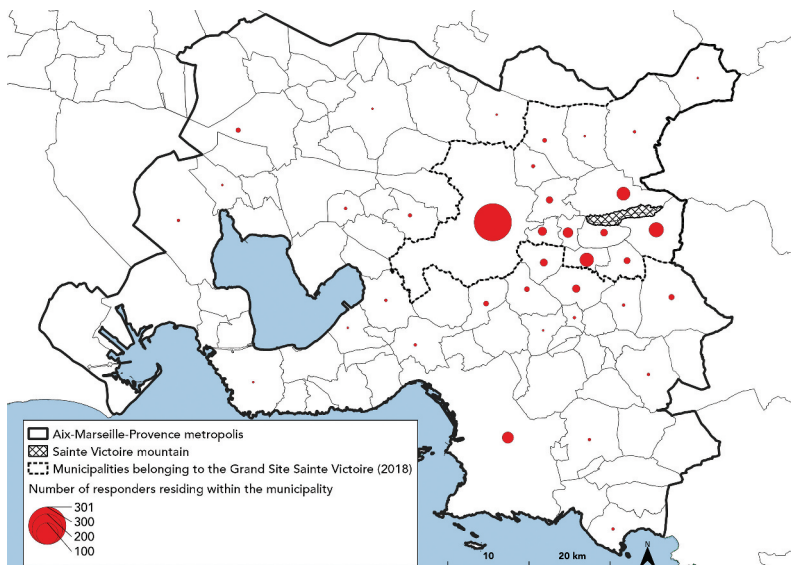 Aix-Marseille-Provence metropolis
Sainte Victoire mountain
Municipalities belonging to the Grand Site Sainte Victoire (2018)
Number of responders residing within the municipality
301
300
200
100
10 20 km
N